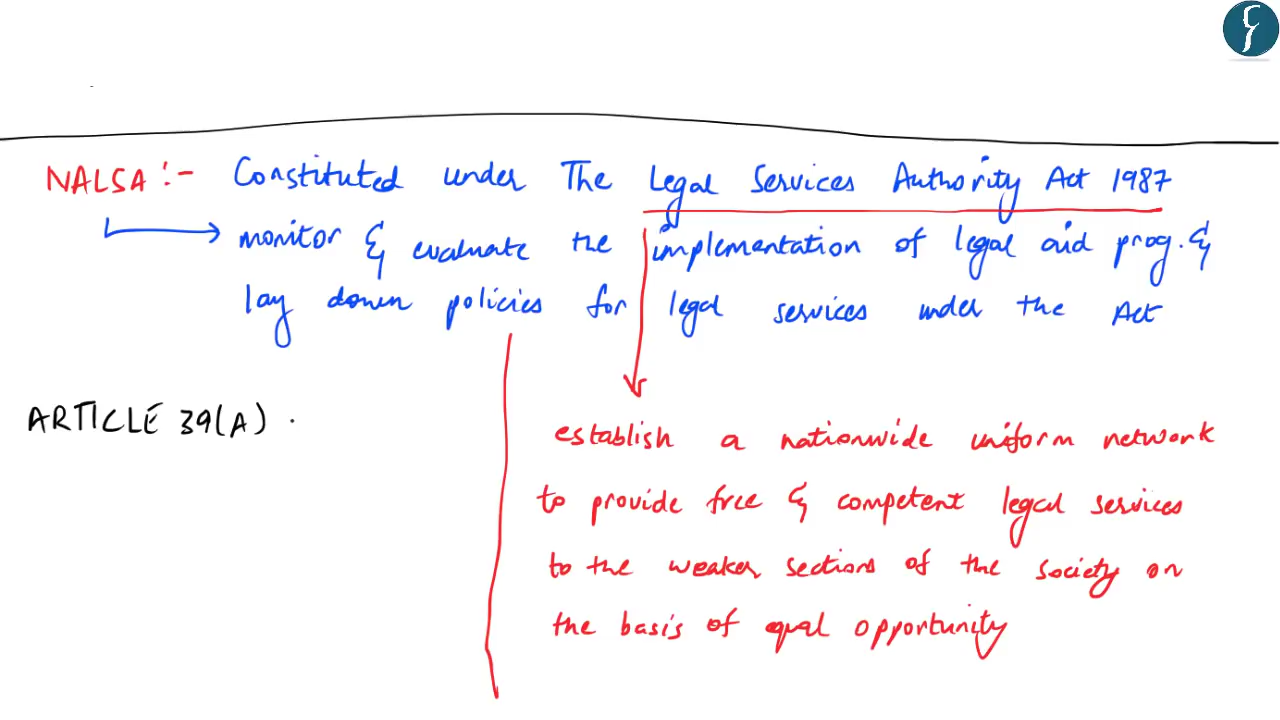 NALSA :- Constituted under The Legal Services Authority Act 1987
monitor & evaluate the implementation of legal aid prog. &
lay down policies for legal services under the Act
ARTICLE 39(A) .
establish a nationwide uniform network
to provide free & competent legal services
to the weaker sections of the society on
the basis of equal opportunity